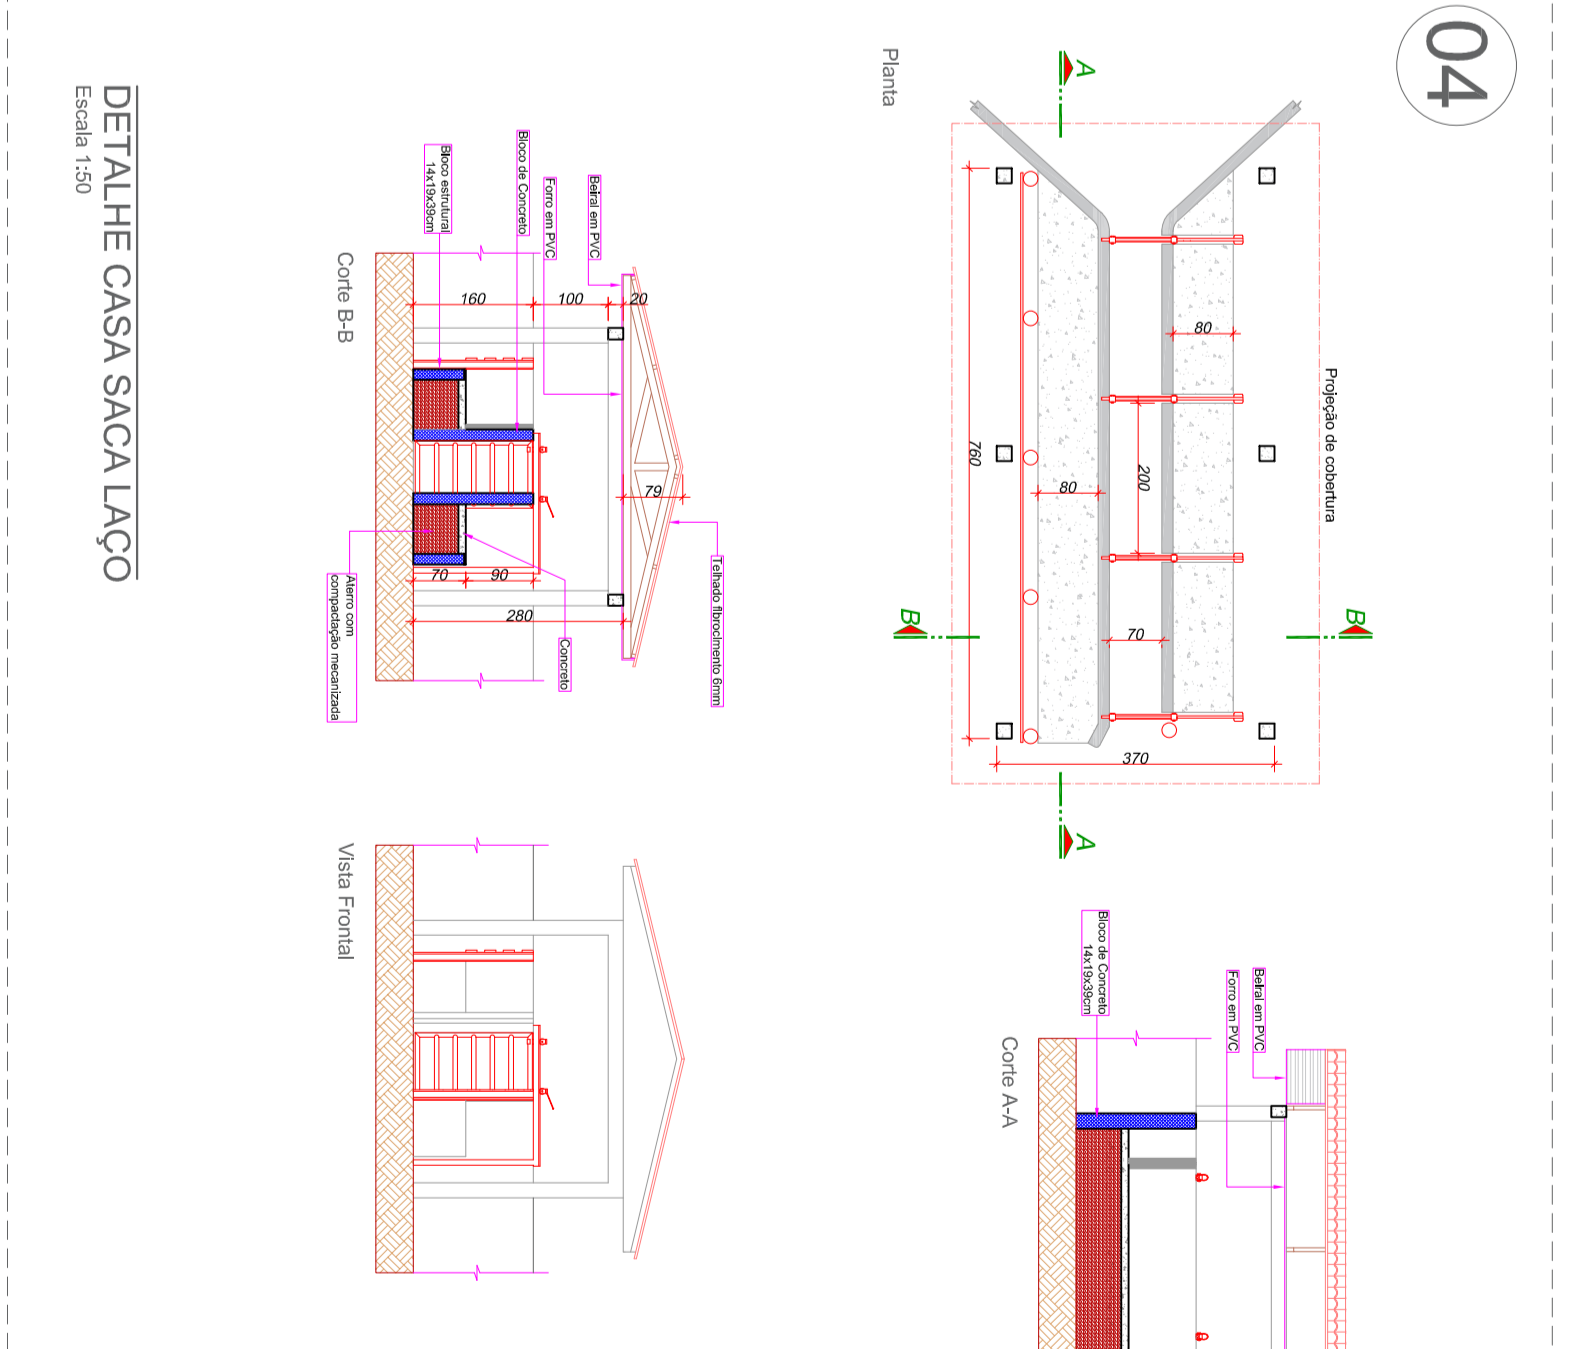 04
Planta
A
A
B
B
Projeção de cobertura
80
80
200
70
760
370
Beiral em PVC
Forro em PVC
Bloco de Concreto
Bloco estrutural
14x19x39cm
160
100
20
79
70
90
280
Telhado fibrocimento 6mm
Concreto
Aterro com
compactação mecanizada
Corte B-B
Vista Frontal
Beiral em PVC
Forro em PVC
Bloco de Concreto
14x19x39cm
Corte A-A
DETALHE CASA SACA LAÇO
Escala 1:50